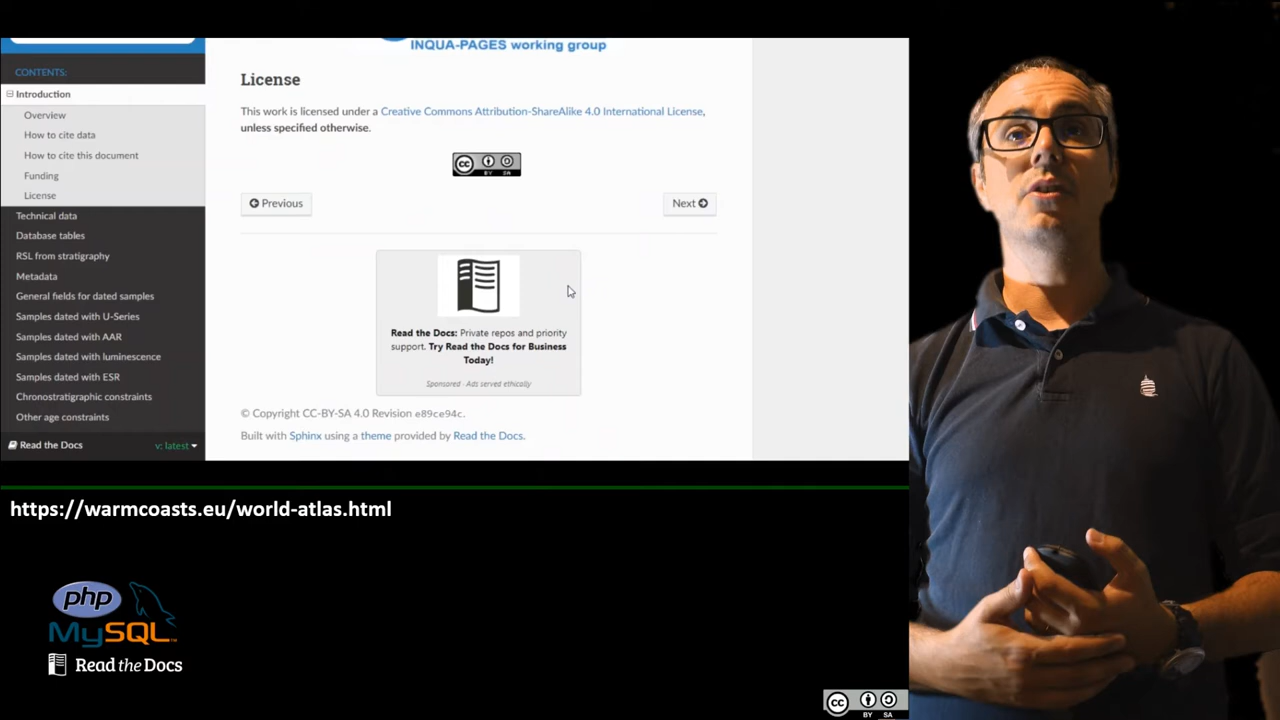 INQUA-PAGES working group
CONTENTS:
Introduction
Overview
How to cite data
How to cite this document
Funding
License
Technical data
Database tables
RSL from stratigraphy
Metadata
General fields for dated samples
Samples dated with U-Series
Samples dated with AAR
Samples dated with luminescence
Samples dated with ESR
Chronostratigraphic constraints
Other age constraints
Read the Docs
v: latest
License
This work is licensed under a Creative Commons Attribution-ShareAlike 4.0 International License,
unless specified otherwise.
cc
BY SA
Previous
Next
Read the Docs: Private repos and priority
support. Try Read the Docs for Business
Today!
Sponsored · Ads served ethically
© Copyright CC-BY-SA 4.0 Revision e89ce94c.
Built with Sphinx using a theme provided by Read the Docs.
https://warmcoasts.eu/world-atlas.html
php
MySQL
Read the Docs
cc
BY SA